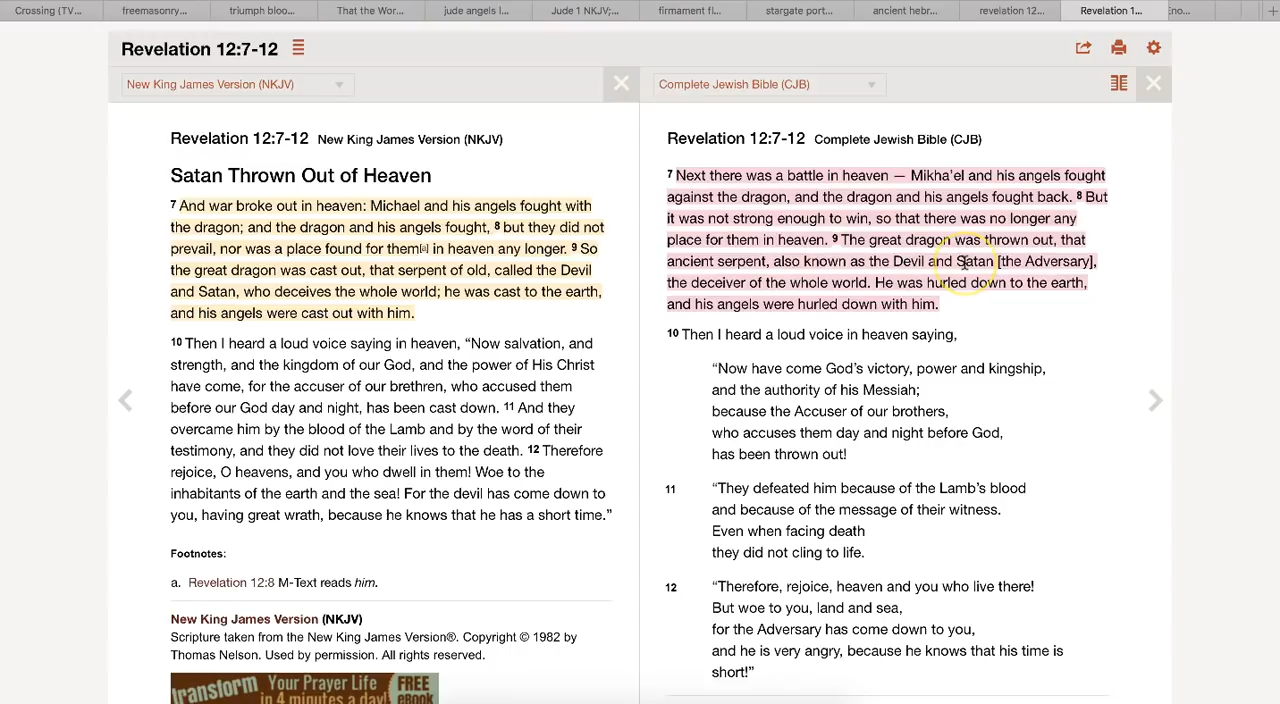 Crossing (TV...
freemasonry...
triumph bloo...
That the Wor...
jude angels l...
Jude 1 NKJV;...
firmament fl...
stargate port...
ancient hebr...
revelation 12...
Revelation 1...
Eno...
Revelation 12:7-12
New King James Version (NKJV)
Revelation 12:7-12 New King James Version (NKJV)
Satan Thrown Out of Heaven
7 And war broke out in heaven: Michael and his angels fought with
the dragon; and the dragon and his angels fought, 8 but they did not
prevail, nor was a place found for them[a] in heaven any longer. 9 So
the great dragon was cast out, that serpent of old, called the Devil
and Satan, who deceives the whole world; he was cast to the earth,
and his angels were cast out with him.
10 Then I heard a loud voice saying in heaven, “Now salvation, and
strength, and the kingdom of our God, and the power of His Christ
have come, for the accuser of our brethren, who accused them
before our God day and night, has been cast down. 11 And they
overcame him by the blood of the Lamb and by the word of their
testimony, and they did not love their lives to the death. 12 Therefore
rejoice, O heavens, and you who dwell in them! Woe to the
inhabitants of the earth and the sea! For the devil has come down to
you, having great wrath, because he knows that he has a short time.”
Footnotes:
a. Revelation 12:8 M-Text reads him.
New King James Version (NKJV)
Scripture taken from the New King James Version®. Copyright © 1982 by
Thomas Nelson. Used by permission. All rights reserved.
Transform Your Prayer Life FREE
in 4 minutes a day! eBook
Complete Jewish Bible (CJB)
Revelation 12:7-12 Complete Jewish Bible (CJB)
7 Next there was a battle in heaven — Mikha’el and his angels fought
against the dragon, and the dragon and his angels fought back. 8 But
it was not strong enough to win, so that there was no longer any
place for them in heaven. 9 The great dragon was thrown out, that
ancient serpent, also known as the Devil and Satan [the Adversary],
the deceiver of the whole world. He was hurled down to the earth,
and his angels were hurled down with him.
10 Then I heard a loud voice in heaven saying,
“Now have come God’s victory, power and kingship,
and the authority of his Messiah;
because the Accuser of our brothers,
who accuses them day and night before God,
has been thrown out!
11 “They defeated him because of the Lamb’s blood
and because of the message of their witness.
Even when facing death
they did not cling to life.
12 “Therefore, rejoice, heaven and you who live there!
But woe to you, land and sea,
for the Adversary has come down to you,
and he is very angry, because he knows that his time is
short!”